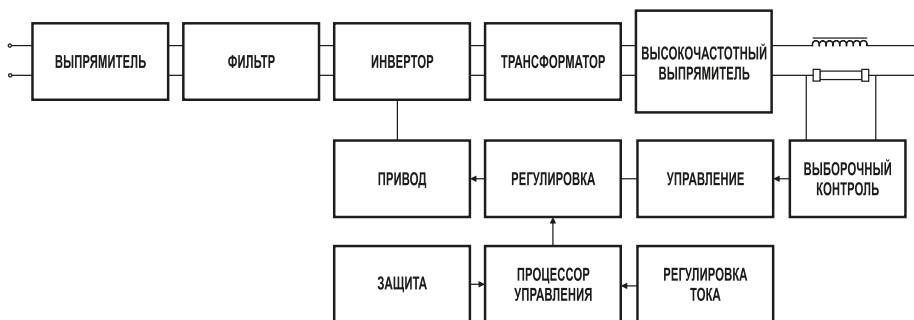 ВЫПРЯМИТЕЛЬ
ФИЛЬТР
ИНВЕРТОР
ТРАНСФОРМАТОР
ВЫСОКОЧАСТОТНЫЙ
ВЫПРЯМИТЕЛЬ
ПРИВОД
РЕГУЛИРОВКА
УПРАВЛЕНИЕ
ВЫБОРОЧНЫЙ
КОНТРОЛЬ
ЗАЩИТА
ПРОЦЕССОР
УПРАВЛЕНИЯ
РЕГУЛИРОВКА
ТОКА